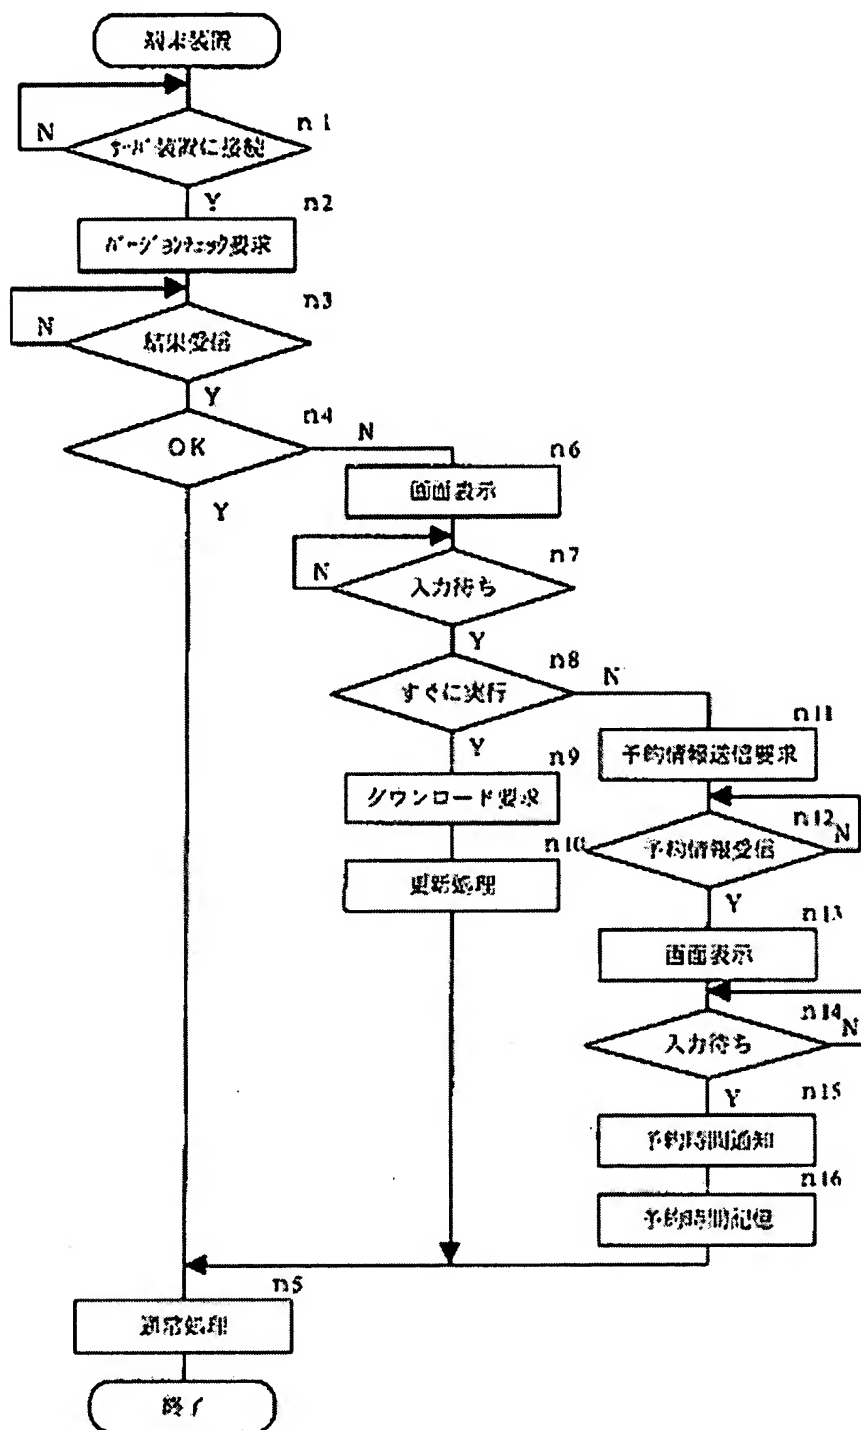 端末装置
n1
N
サーバ装置に接続
Y
n2
バージョンチェック要求
n3
N
結果受信
Y
n4
OK
N
Y
n6
画面表示
n7
N
入力待ち
Y
n8
すぐに実行
N
Y
n11
予約情報送信要求
n9
ダウンロード要求
n12
N
予約情報受信
n10
更新処理
Y
n13
画面表示
n14
N
入力待ち
Y
n15
予約時間通知
n16
予約時間記憶
n5
通常処理
終了